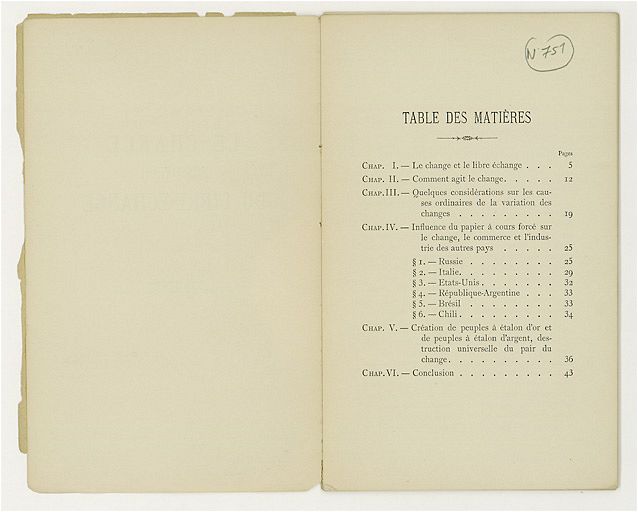 N 751
TABLE DES MATIÈRES
Pages
CHAP. I. — Le change et le libre échange . . . 5
CHAP. II. — Comment agit le change. . . . . 12
CHAP. III. — Quelques considérations sur les cau-
ses ordinaires de la variation des
changes . . . . . . . . 19
CHAP. IV. — Influence du papier à cours forcé sur
le change, le commerce et l'indus-
trie des autres pays . . . . . 25
§ 1. — Russie . . . . . . . . 25
§ 2. — Italie. . . . . . . . . 29
§ 3. — Etats-Unis . . . . . . . 32
§ 4. — République-Argentine . . . 33
§ 5. — Brésil . . . . . . . . 33
§ 6. — Chili . . . . . . . . . 34
CHAP. V. — Création de peuples à étalon d'or et
de peuples à étalon d'argent, des-
truction universelle du pair du
change. . . . . . . . . 36
CHAP. VI. — Conclusion . . . . . . . . 43